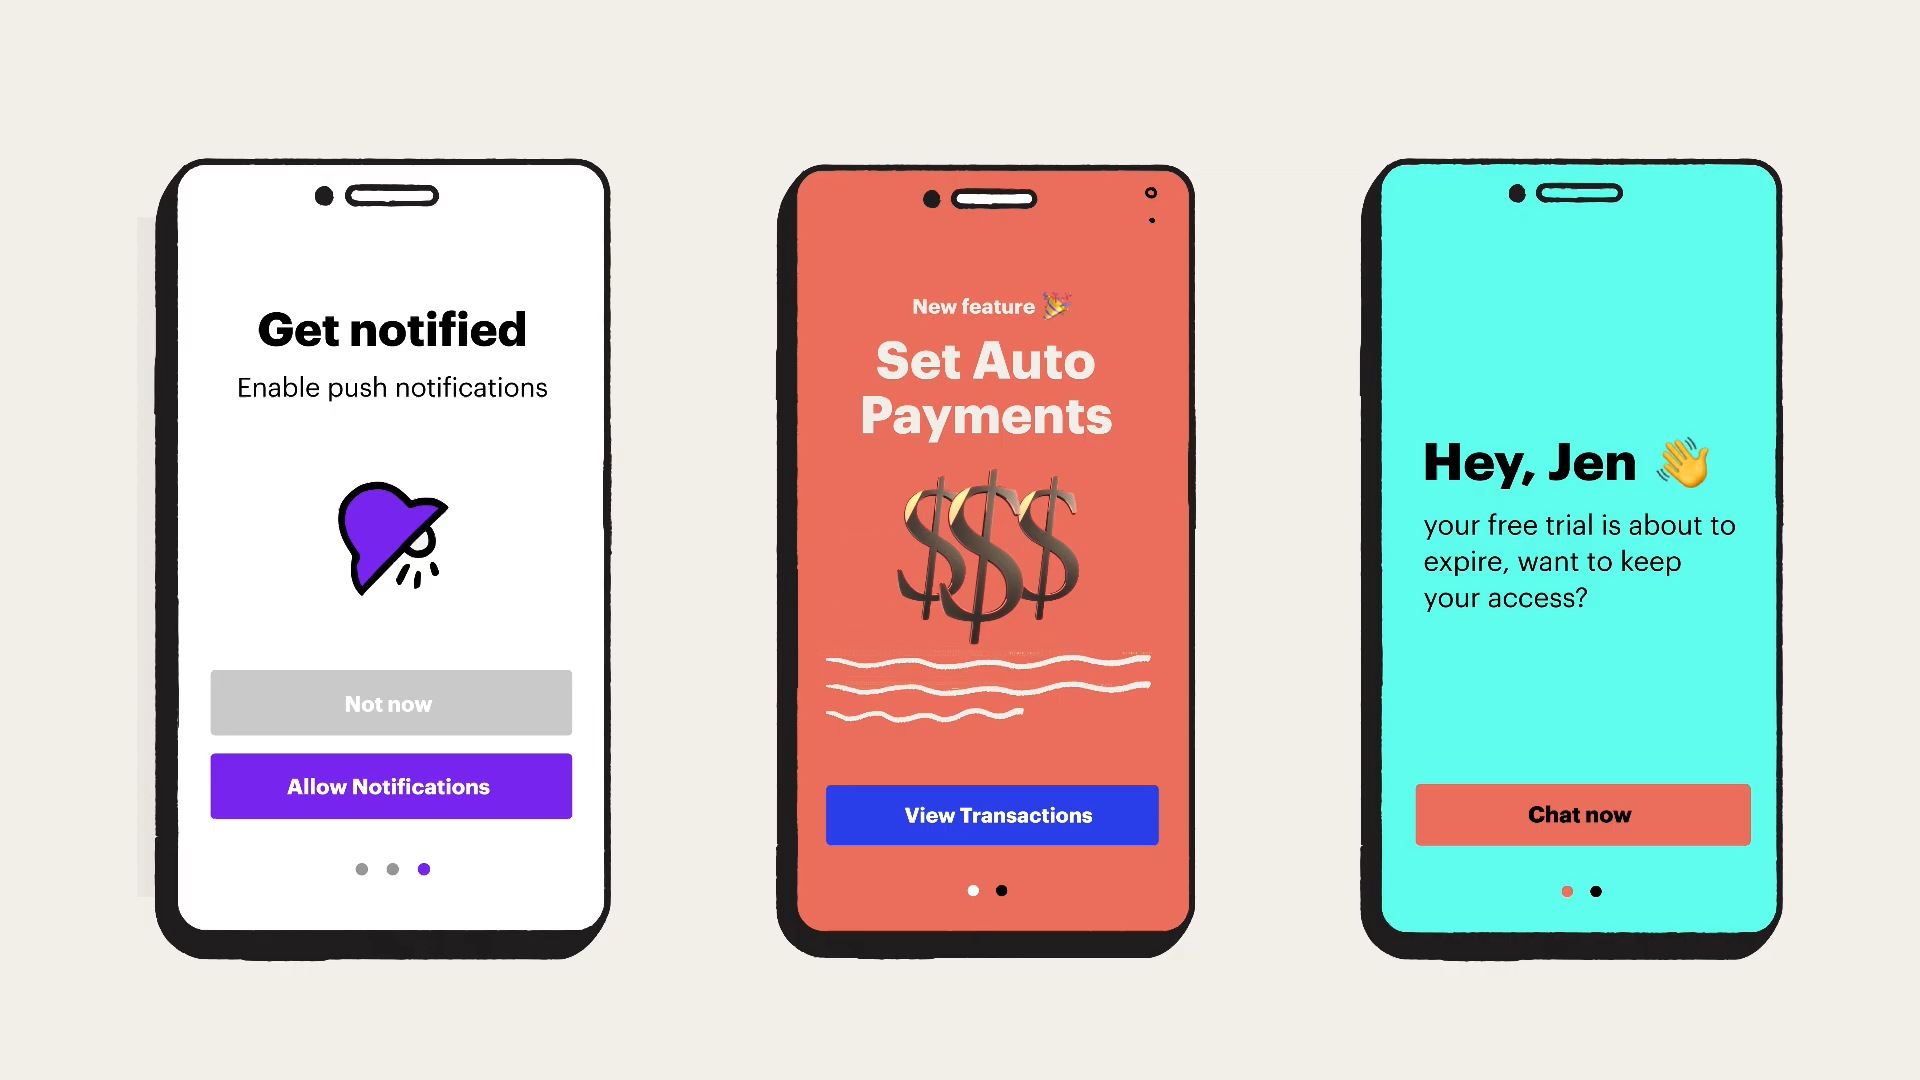 Get notified
Enable push notifications
Not now
Allow Notifications
New feature 🎉
Set Auto
Payments
$$$
View Transactions
Hey, Jen 👋
your free trial is about to
expire, want to keep
your access?
Chat now